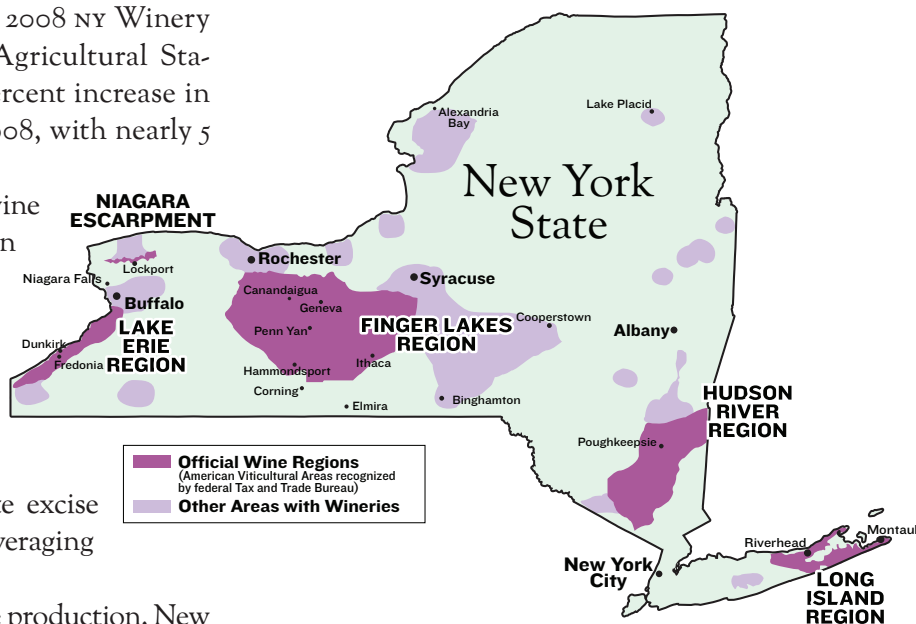 2008 NY Winery
Agricultural Sta-
ercent increase in
008, with nearly 5
vine
n
te excise
veraging
e production. New
New York
State
Alexandria
Bay
Lake Placid
NIAGARA
ESCARPMENT
Lockport
Niagara Falls
Buffalo
LAKE
ERIE
REGION
Dunkirk
Fredonia
Rochester
Syracuse
Canandaigua
Geneva
Penn Yan
FINGER LAKES
REGION
Hammondsport
Ithaca
Corning
Elmira
Binghamton
Cooperstown
Albany
HUDSON
RIVER
REGION
Poughkeepsie
Official Wine Regions
(American Viticultural Areas recognized
by federal Tax and Trade Bureau)
Other Areas with Wineries
New York
City
Riverhead
Montauk
LONG
ISLAND
REGION